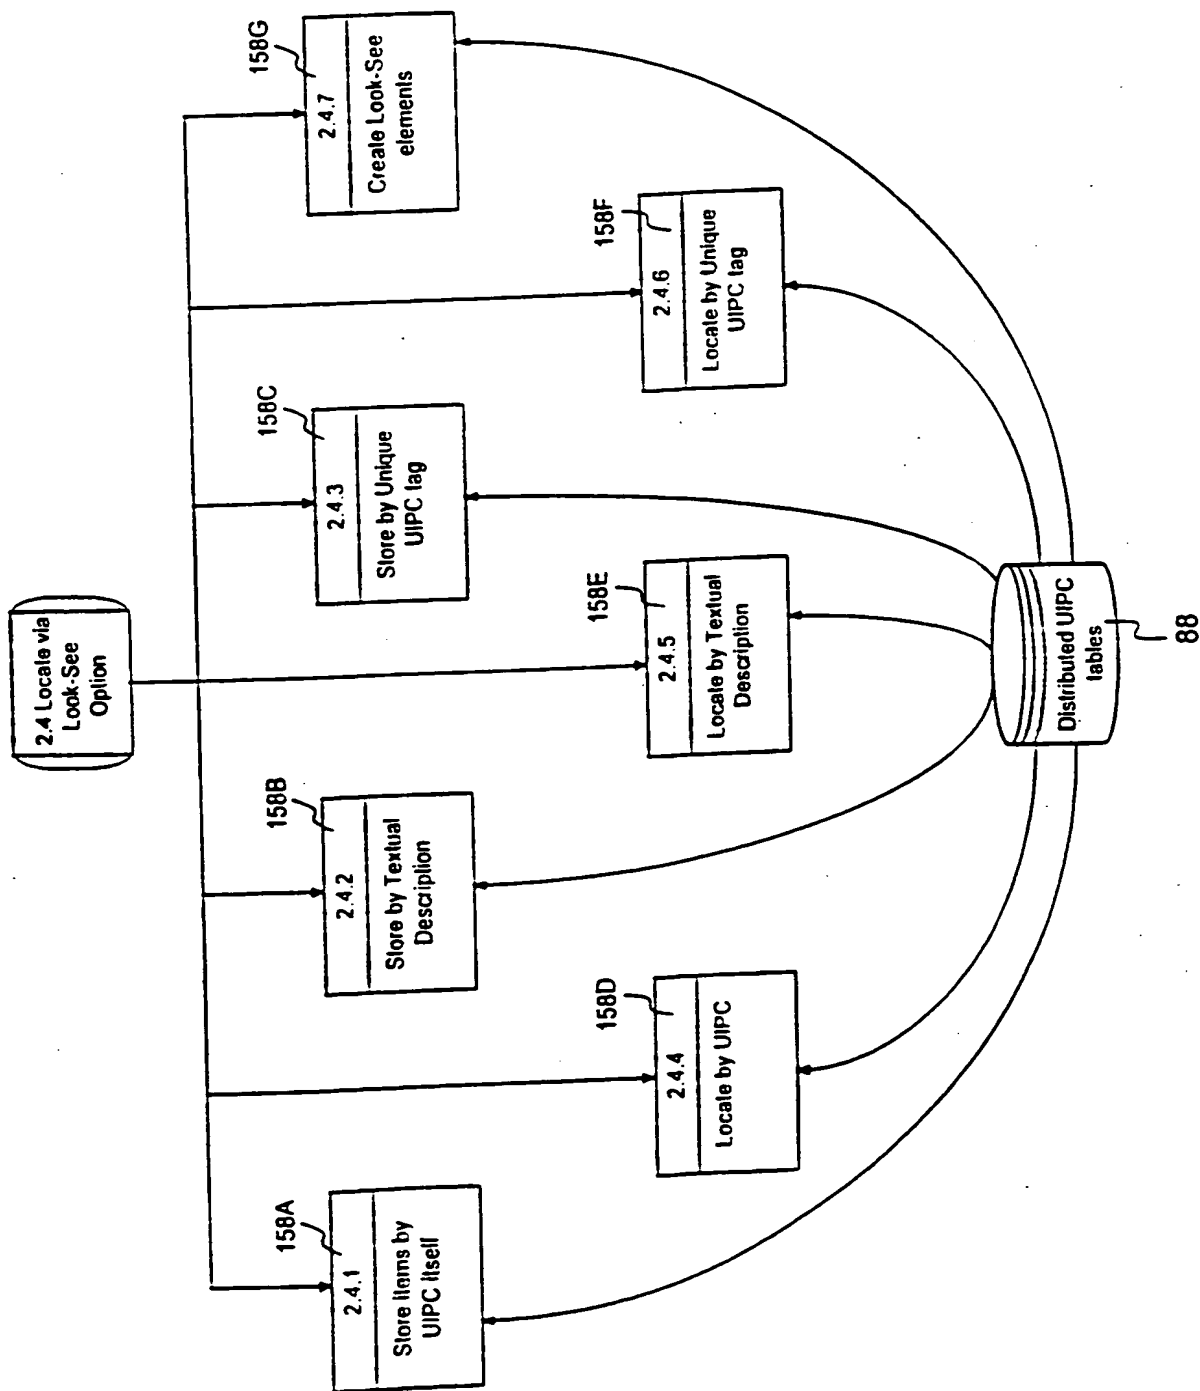 2.4 Locate via
Look-See
Option
158A
2.4.1
Store Items by
UIPC Itself
158B
2.4.2
Store by Textual
Description
158C
2.4.3
Store by Unique
UIPC tag
158G
2.4.7
Create Look-See
elements
158D
2.4.4
Locate by UIPC
158E
2.4.5
Locate by Textual
Description
158F
2.4.6
Locate by Unique
UIPC tag
Distributed UIPC
tables
88